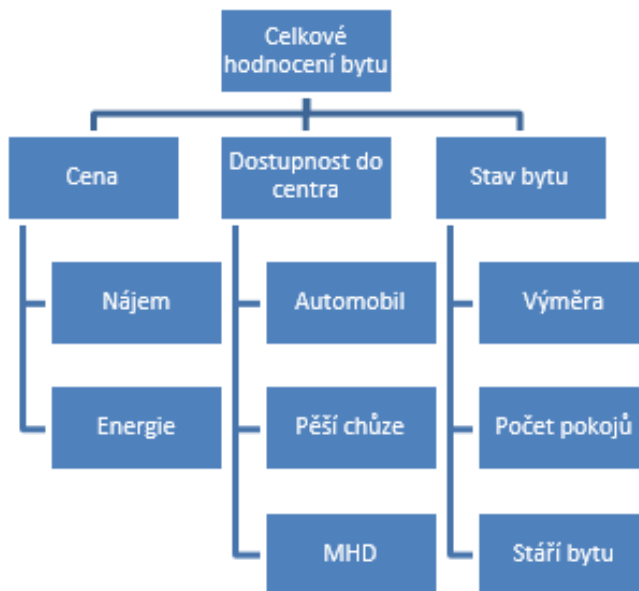 Celkové
hodnocení bytu
Cena
Dostupnost do
centra
Stav bytu
Nájem
Automobil
Výměra
Energie
Pěší chůze
Počet pokojů
MHD
Stáří bytu